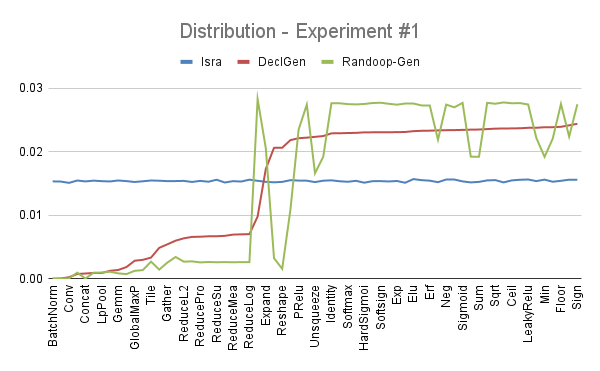 Distribution - Experiment #1
Isra DeclGen Randoop-Gen
0.03
0.02
0.01
0.00
BatchNorm
Conv
Concat
LpPool
Gemm
GlobalMaxP
Tile
Gather
ReduceL2
ReducePro
ReduceSu
ReduceMea
ReduceLog
Expand
Reshape
PRelu
Unsqueeze
Identity
Softmax
HardSigmoi
Softsign
Exp
Elu
Erf
Neg
Sigmoid
Sum
Sqrt
Ceil
LeakyRelu
Min
Floor
Sign